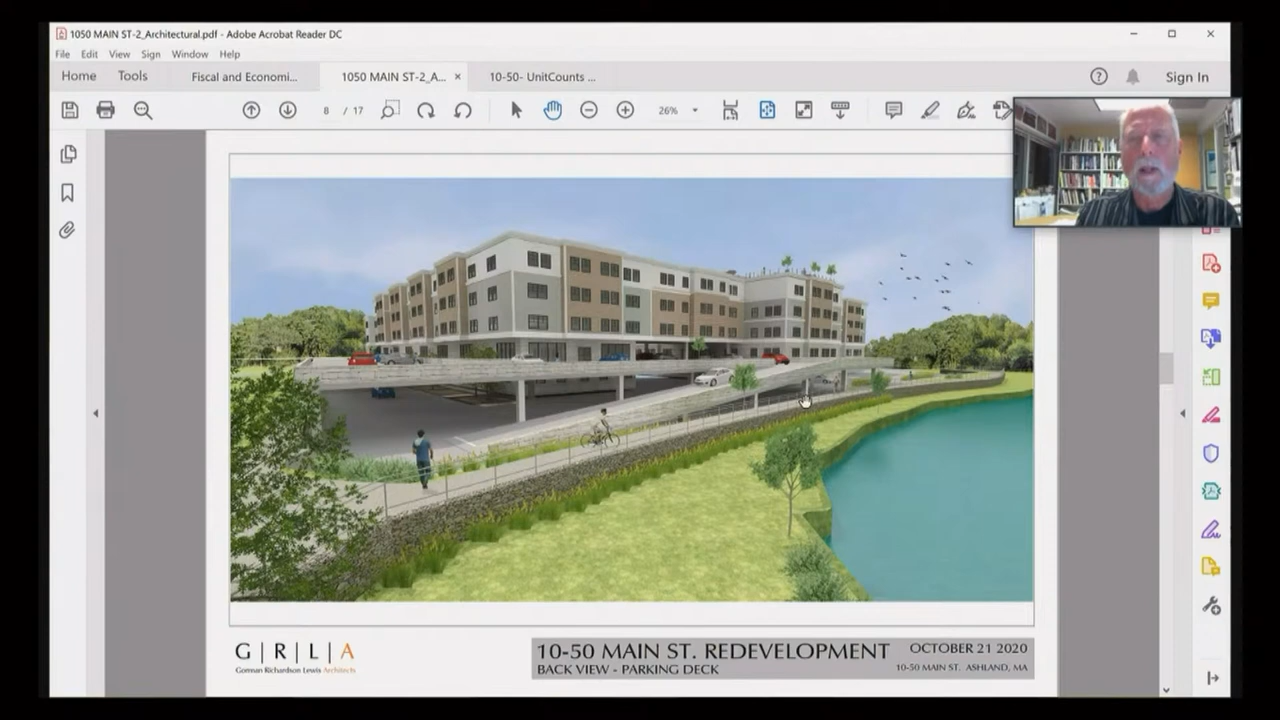 1050 MAIN ST-2_Architectural.pdf - Adobe Acrobat Reader DC
File Edit View Sign Window Help
Home Tools Fiscal and Economi... 1050 MAIN ST-2_A... × 10-50- UnitCounts ... Sign In
8 / 17 26%
G|R|L|A
Gorman Richardson Lewis Architects
10-50 MAIN ST. REDEVELOPMENT OCTOBER 21 2020
BACK VIEW - PARKING DECK 10-50 MAIN ST. ASHLAND, MA